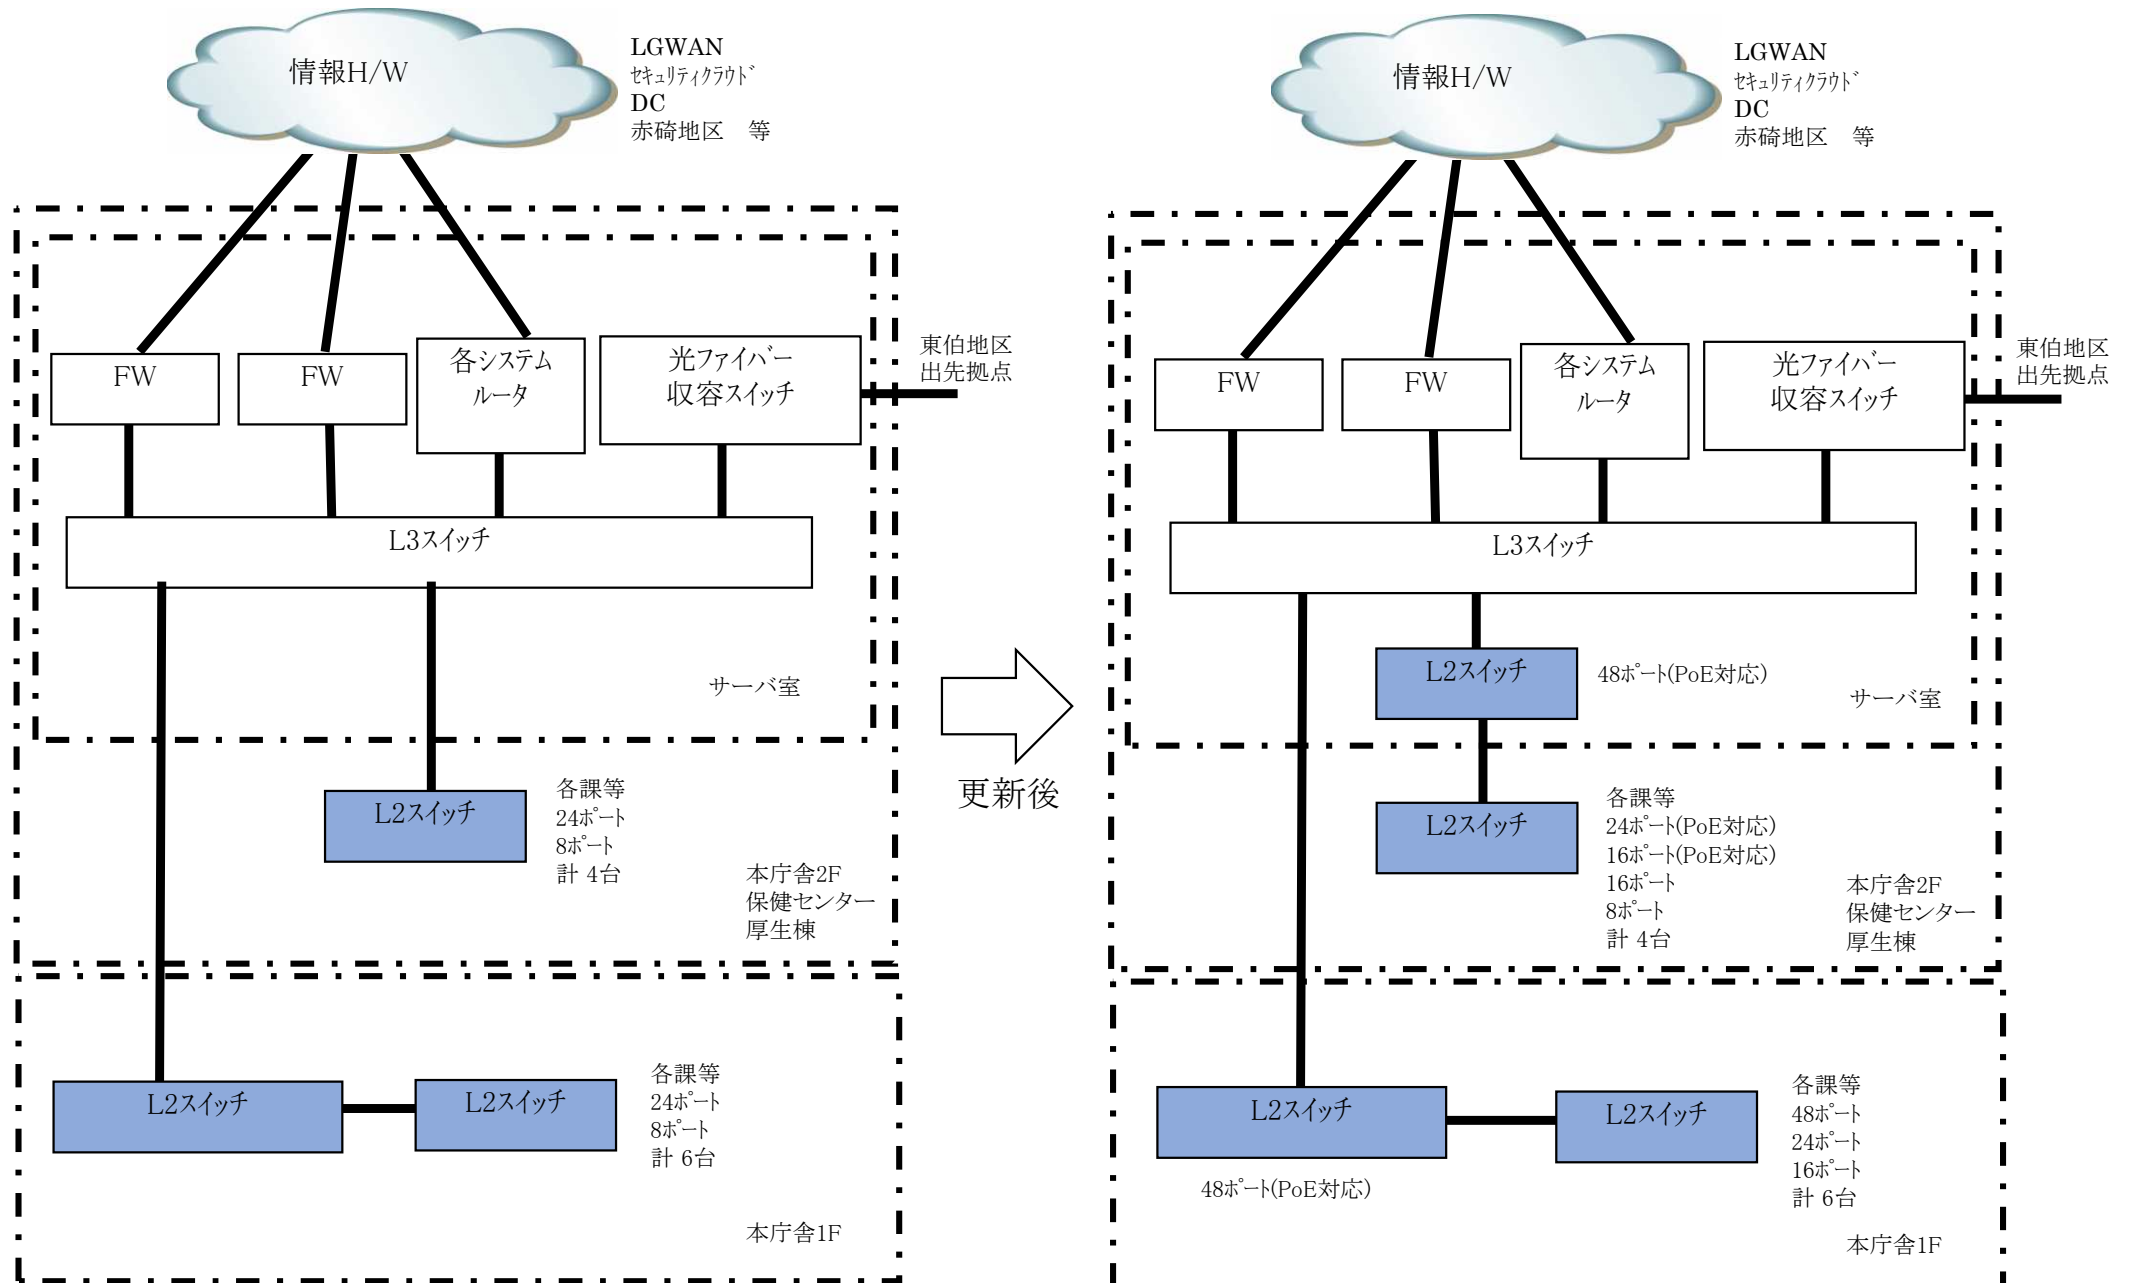 情報H/W
LGWAN
ｾｷｭﾘﾃｨｸﾗｳﾄﾞ
DC
赤碕地区　等
FW
FW
各システム
ルータ
光ファイバー
収容スイッチ
東伯地区
出先拠点
L3スイッチ
サーバ室
L2スイッチ
各課等
24ﾎﾟｰﾄ
8ﾎﾟｰﾄ
計 4台
本庁舎2F
保健センター
厚生棟
L2スイッチ
L2スイッチ
各課等
24ﾎﾟｰﾄ
8ﾎﾟｰﾄ
計 6台
本庁舎1F
更新後
情報H/W
LGWAN
ｾｷｭﾘﾃｨｸﾗｳﾄﾞ
DC
赤碕地区　等
FW
FW
各システム
ルータ
光ファイバー
収容スイッチ
東伯地区
出先拠点
L3スイッチ
L2スイッチ
48ﾎﾟｰﾄ(PoE対応)
サーバ室
L2スイッチ
各課等
24ﾎﾟｰﾄ(PoE対応)
16ﾎﾟｰﾄ(PoE対応)
16ﾎﾟｰﾄ
8ﾎﾟｰﾄ
計 4台
本庁舎2F
保健センター
厚生棟
L2スイッチ
48ﾎﾟｰﾄ(PoE対応)
L2スイッチ
各課等
48ﾎﾟｰﾄ
24ﾎﾟｰﾄ
16ﾎﾟｰﾄ
計 6台
本庁舎1F